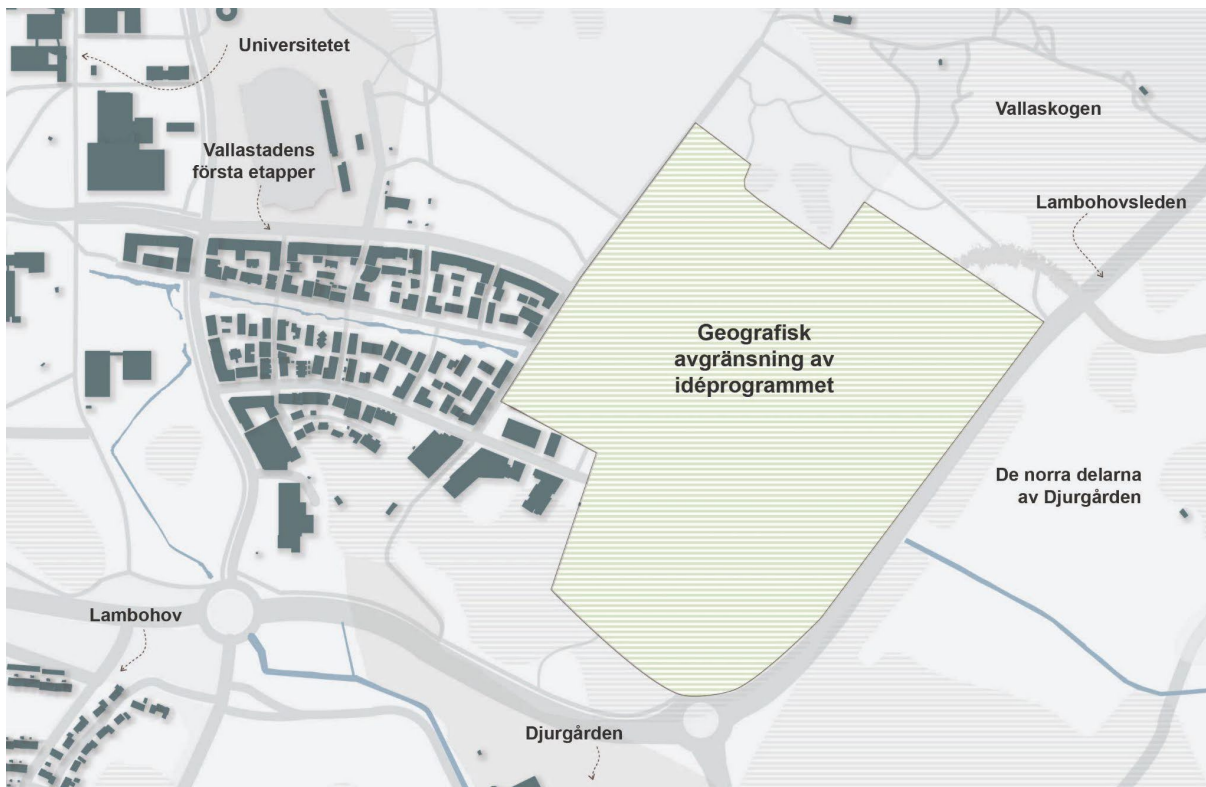 Universitetet
Vallaskogen
Vallastadens
första etapper
Lambohovsleden
Geografisk
avgränsning av
idéprogrammet
De norra delarna
av Djurgården
Lambohov
Djurgården